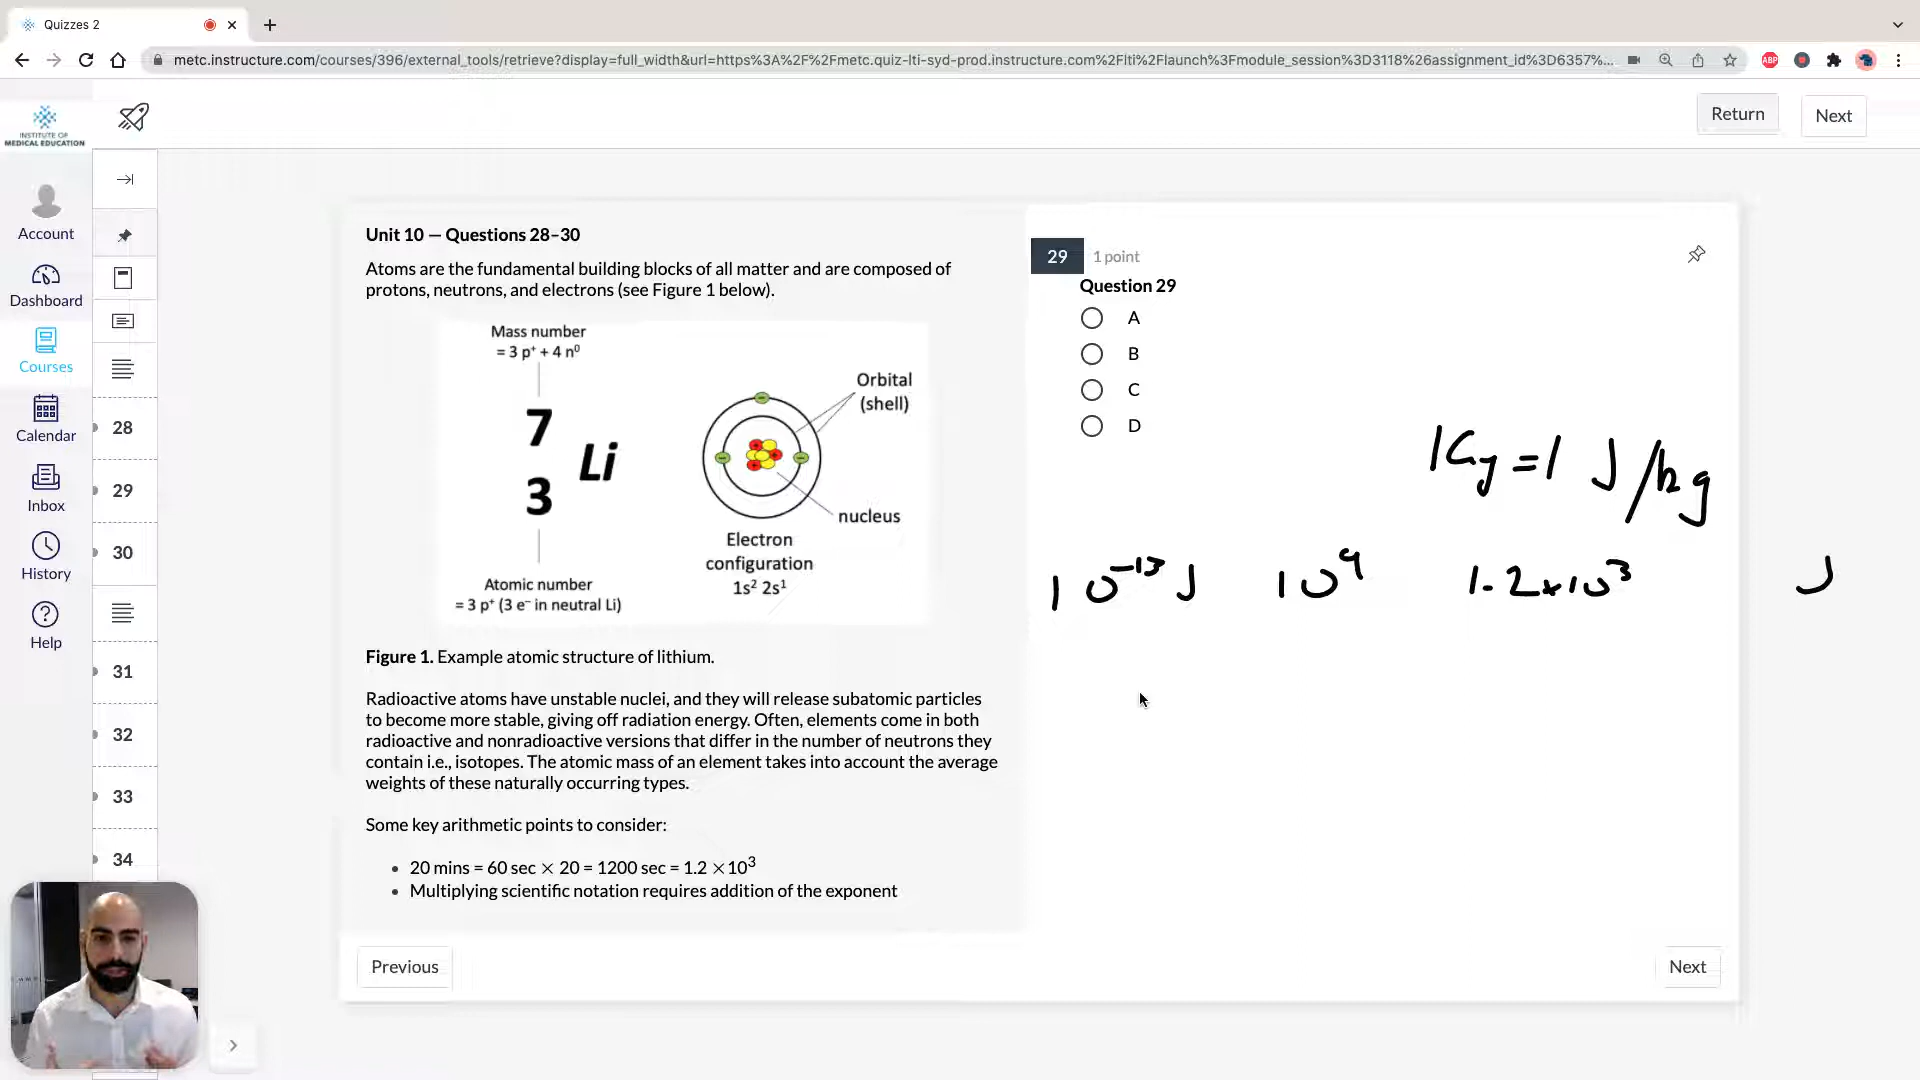 Quizzes 2
metc.instructure.com/courses/396/external_tools/retrieve?display=full_width&url=https%3A%2F%2Fmetc.quiz-lti-syd-prod.instructure.com%2Flti%2Flaunch%3Fmodule_session%3D3118%26assignment_id%3D6357%...
ABP
INSTITUTE OF
MEDICAL EDUCATION
Return
Next
Account
Dashboard
Courses
Calendar
Inbox
History
Help
28
29
30
31
32
33
34
Unit 10 — Questions 28–30
Atoms are the fundamental building blocks of all matter and are composed of
protons, neutrons, and electrons (see Figure 1 below).
Mass number
= 3 p⁺ + 4 n⁰
7
3
Li
Atomic number
= 3 p⁺ (3 e⁻ in neutral Li)
Orbital
(shell)
nucleus
Electron
configuration
1s² 2s¹
Figure 1. Example atomic structure of lithium.
Radioactive atoms have unstable nuclei, and they will release subatomic particles
to become more stable, giving off radiation energy. Often, elements come in both
radioactive and nonradioactive versions that differ in the number of neutrons they
contain i.e., isotopes. The atomic mass of an element takes into account the average
weights of these naturally occurring types.
Some key arithmetic points to consider:
• 20 mins = 60 sec × 20 = 1200 sec = 1.2 ×10³
• Multiplying scientific notation requires addition of the exponent
Previous
29
1 point
Question 29
A
B
C
D
1Gy = 1 J/kg
10⁻¹³ J 10⁹ 1.2×10³ J
Next